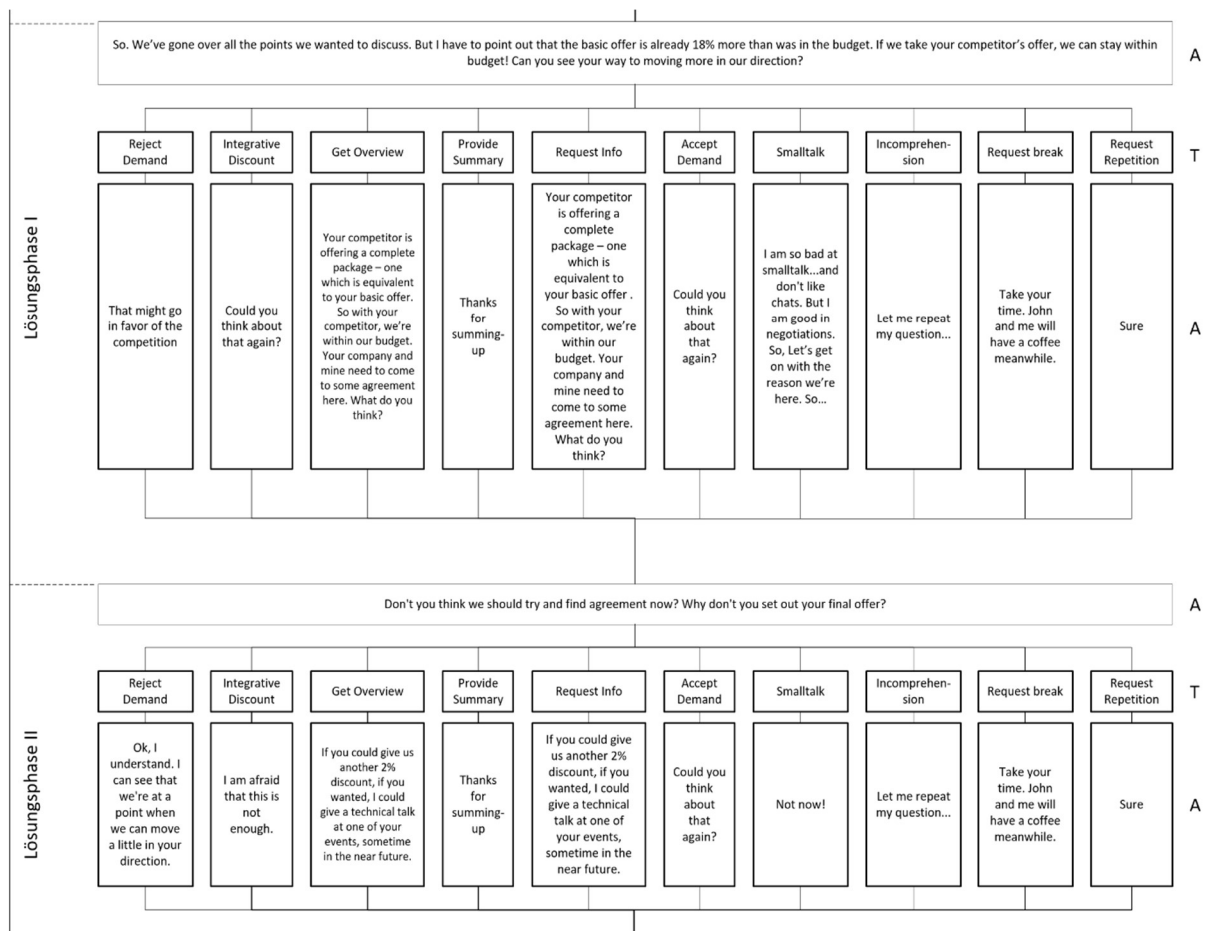 So. We've gone over all the points we wanted to discuss. But I have to point out that the basic offer is already 18% more than was in the budget. If we take your competitor's offer, we can stay within
budget! Can you see your way to moving more in our direction?
A
Reject
Demand
Integrative
Discount
Get Overview
Provide
Summary
Request Info
Accept
Demand
Smalltalk
Incomprehen-
sion
Request break
Request
Repetition
T
Lösungsphase I
That might go
in favor of the
competition
Could you
think about
that again?
Your competitor is
offering a complete
package – one
which is equivalent
to your basic offer.
So with your
competitor, we're
within our budget.
Your company and
mine need to come
to some agreement
here. What do you
think?
Thanks
for
summing-
up
Your competitor
is offering a
complete
package – one
which is
equivalent to
your basic offer .
So with your
competitor, we're
within our
budget. Your
company and
mine need to
come to some
agreement here.
What do you
think?
Could you
think
about
that
again?
I am so bad at
smalltalk...and
don't like
chats. But I
am good in
negotiations.
So, Let's get
on with the
reason we're
here. So...
Let me repeat
my question...
Take your
time. John
and me will
have a coffee
meanwhile.
Sure
A
Don't you think we should try and find agreement now? Why don't you set out your final offer?
A
Reject
Demand
Integrative
Discount
Get Overview
Provide
Summary
Request Info
Accept
Demand
Smalltalk
Incomprehen-
sion
Request break
Request
Repetition
T
Lösungsphase II
Ok, I
understand. I
can see that
we're at a
point when
we can move
a little in your
direction.
I am afraid
that this is
not
enough.
If you could give us
another 2%
discount, if you
wanted, I could
give a technical talk
at one of your
events, sometime
in the near future.
Thanks
for
summing-
up
If you could give
us another 2%
discount, if you
wanted, I could
give a technical
talk at one of
your events,
sometime in the
near future.
Could you
think
about
that
again?
Not now!
Let me repeat
my question...
Take your
time. John
and me will
have a coffee
meanwhile.
Sure
A